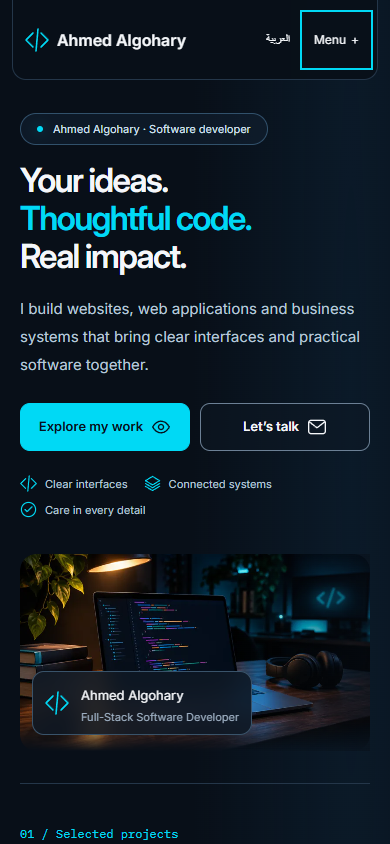 Ahmed Algohary
العربية
Menu +
Ahmed Algohary · Software developer
Your ideas.
Thoughtful code.
Real impact.
I build websites, web applications and business
systems that bring clear interfaces and practical
software together.
Explore my work
Let's talk
Clear interfaces
Connected systems
Care in every detail
Ahmed Algohary
Full-Stack Software Developer
01 / Selected projects